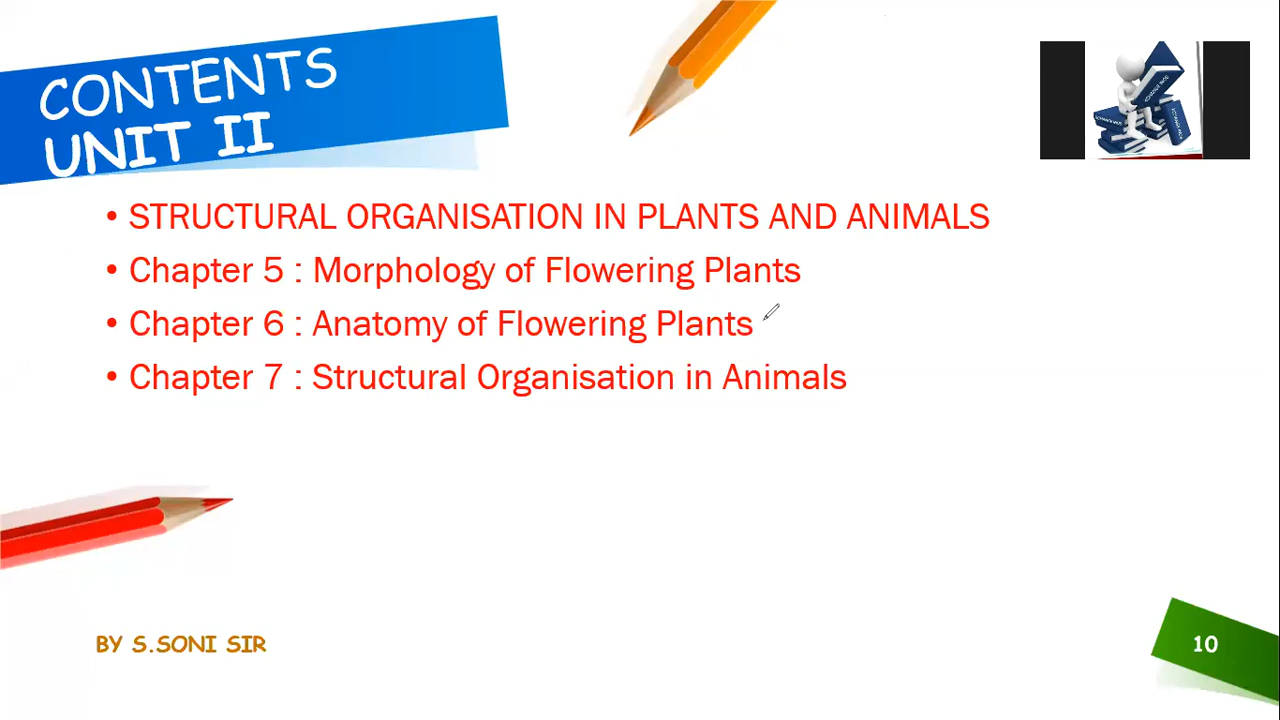 CONTENTS
UNIT II
• STRUCTURAL ORGANISATION IN PLANTS AND ANIMALS
• Chapter 5 : Morphology of Flowering Plants
• Chapter 6 : Anatomy of Flowering Plants
• Chapter 7 : Structural Organisation in Animals
BY S.SONI SIR
10